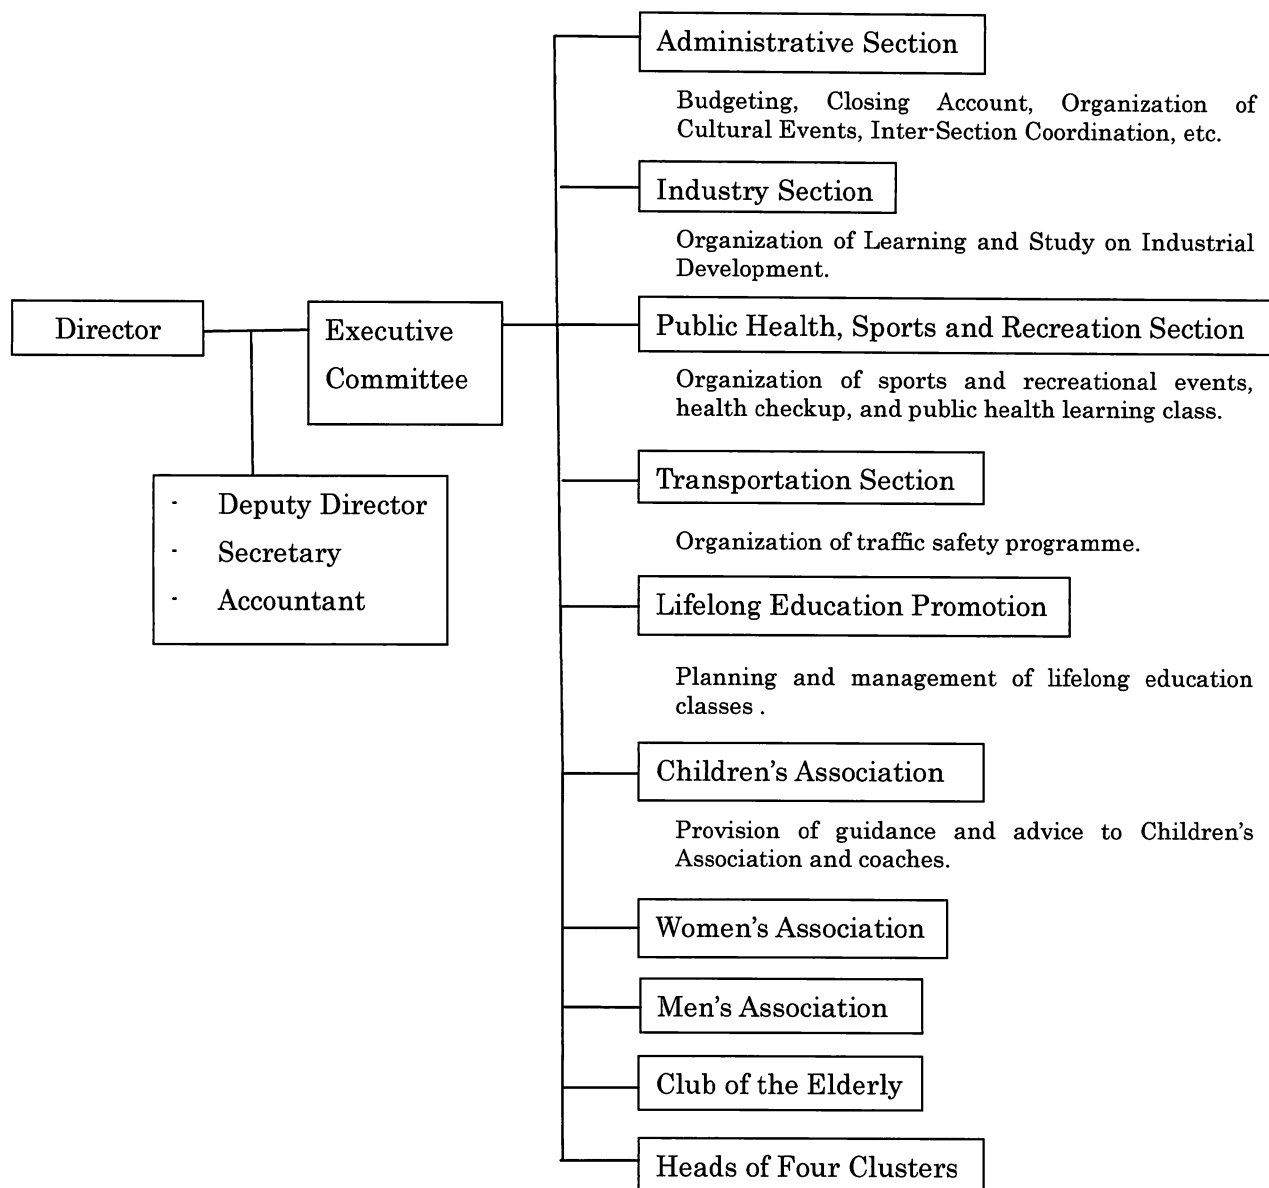 Administrative Section
Budgeting, Closing Account, Organization of
Cultural Events, Inter-Section Coordination, etc.
Industry Section
Organization of Learning and Study on Industrial
Development.
Director
Executive
Committee
Public Health, Sports and Recreation Section
Organization of sports and recreational events,
health checkup, and public health learning class.
- Deputy Director
- Secretary
- Accountant
Transportation Section
Organization of traffic safety programme.
Lifelong Education Promotion
Planning and management of lifelong education
classes .
Children's Association
Provision of guidance and advice to Children's
Association and coaches.
Women's Association
Men's Association
Club of the Elderly
Heads of Four Clusters